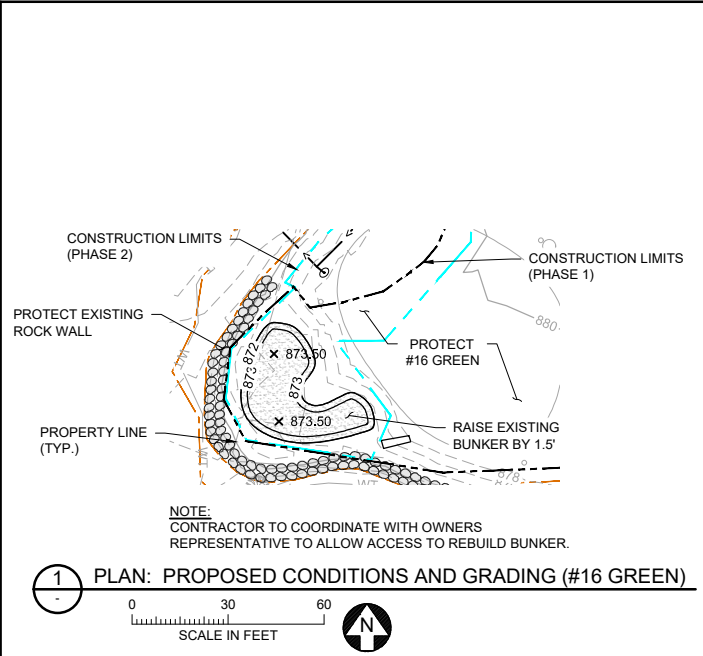 CONSTRUCTION LIMITS
(PHASE 2)
CONSTRUCTION LIMITS
(PHASE 1)
PROTECT EXISTING
ROCK WALL
880
PROTECT
#16 GREEN
WT
872
873
873.50
873
873.50
RAISE EXISTING
BUNKER BY 1.5'
PROPERTY LINE
(TYP.)
WT
WT
878
NOTE:
CONTRACTOR TO COORDINATE WITH OWNERS
REPRESENTATIVE TO ALLOW ACCESS TO REBUILD BUNKER.
1
-
PLAN: PROPOSED CONDITIONS AND GRADING (#16 GREEN)
0 30 60
SCALE IN FEET
N